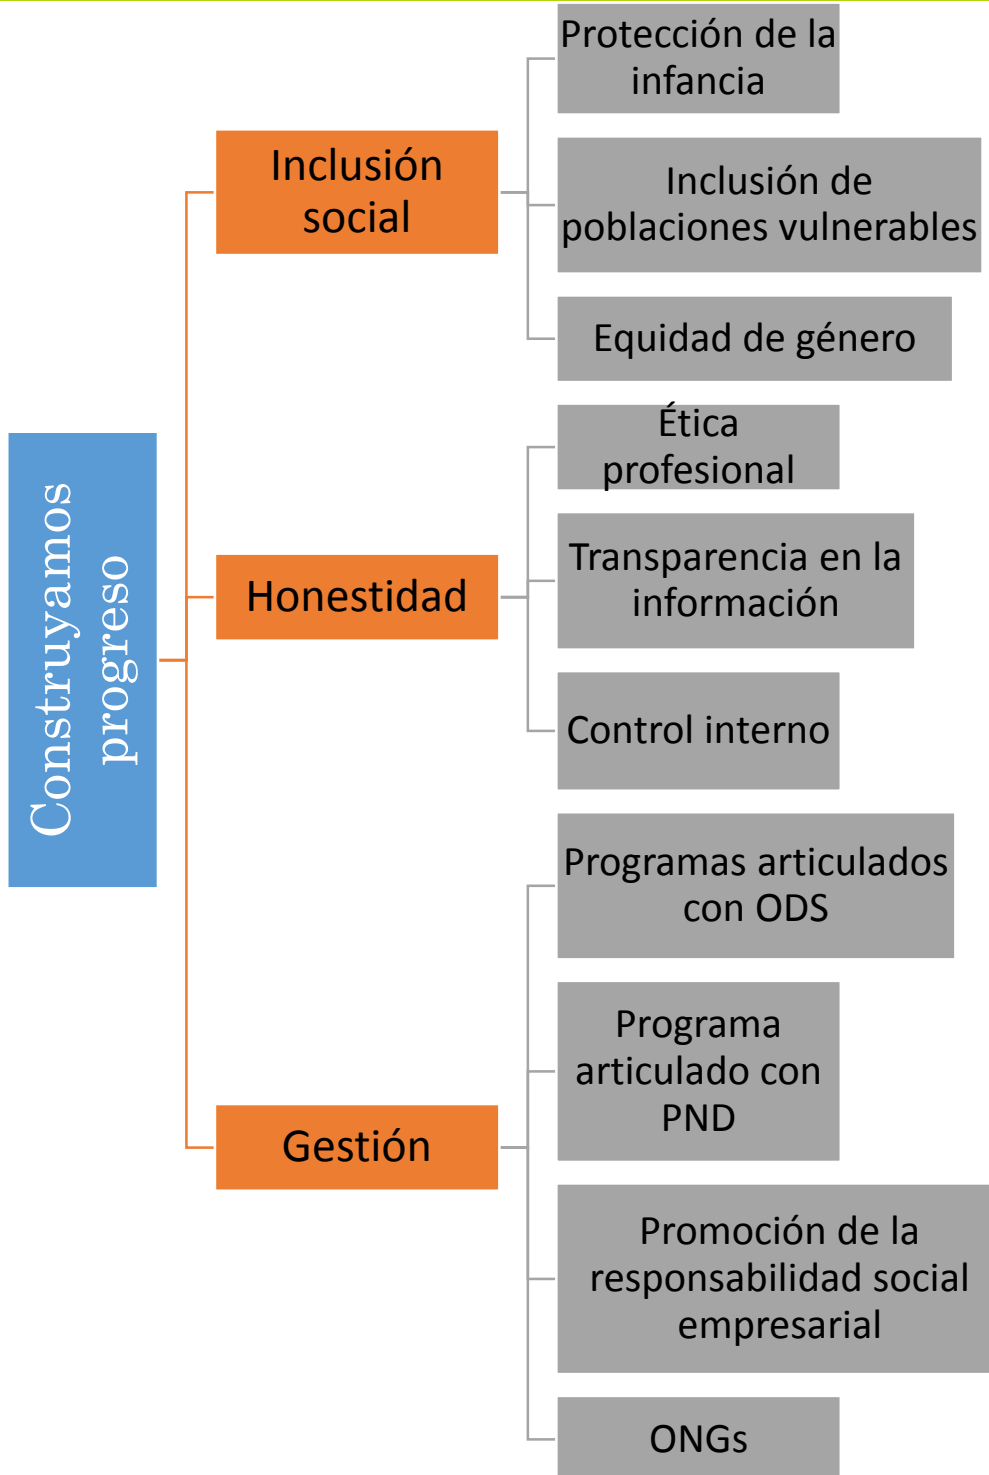 Construyamos
progreso
Inclusión
social
Protección de la
infancia
Inclusión de
poblaciones vulnerables
Equidad de género
Honestidad
Ética
profesional
Transparencia en la
información
Control interno
Gestión
Programas articulados
con ODS
Programa
articulado con
PND
Promoción de la
responsabilidad social
empresarial
ONGs